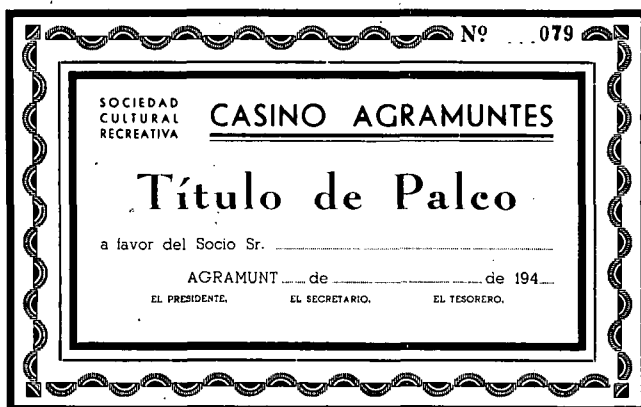 Nº ....079
SOCIEDAD
CULTURAL
RECREATIVA
CASINO AGRAMUNTES
Título de Palco
a favor del Socio Sr. ..............................
AGRAMUNT ...... de .............................. de 194....
EL PRESIDENTE, EL SECRETARIO, EL TESORERO,